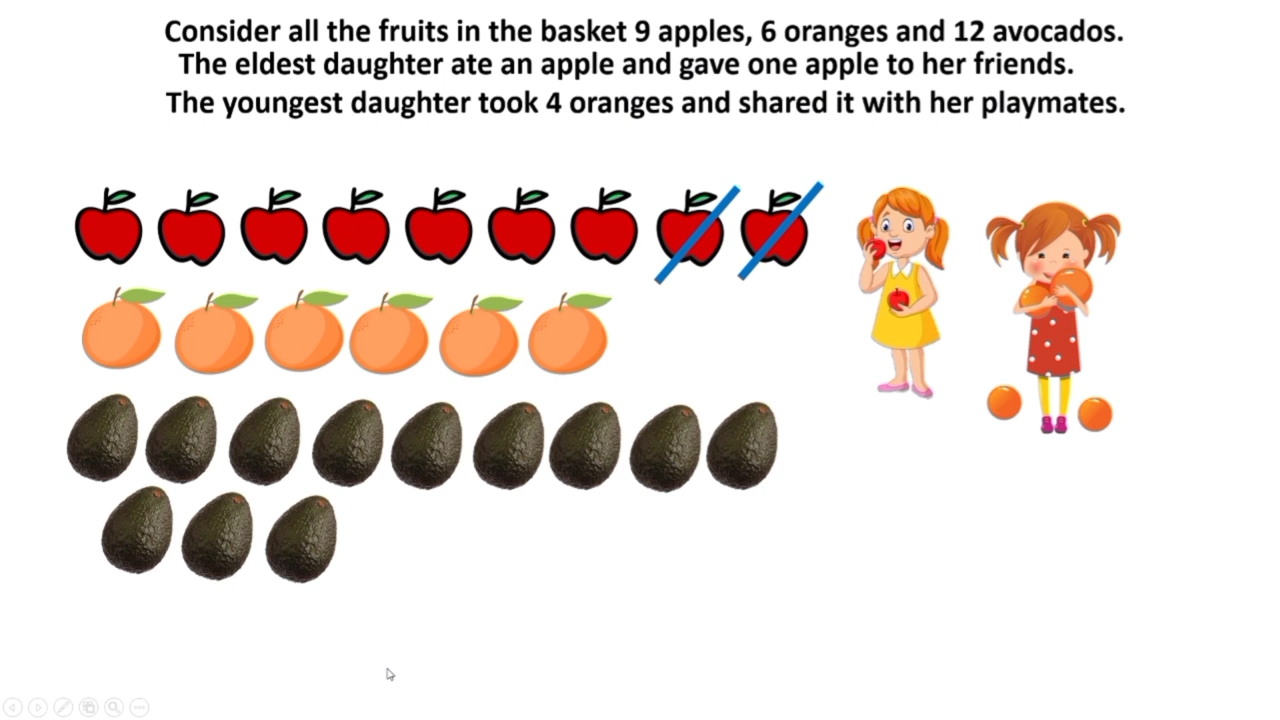 Consider all the fruits in the basket 9 apples, 6 oranges and 12 avocados.
The eldest daughter ate an apple and gave one apple to her friends.
The youngest daughter took 4 oranges and shared it with her playmates.